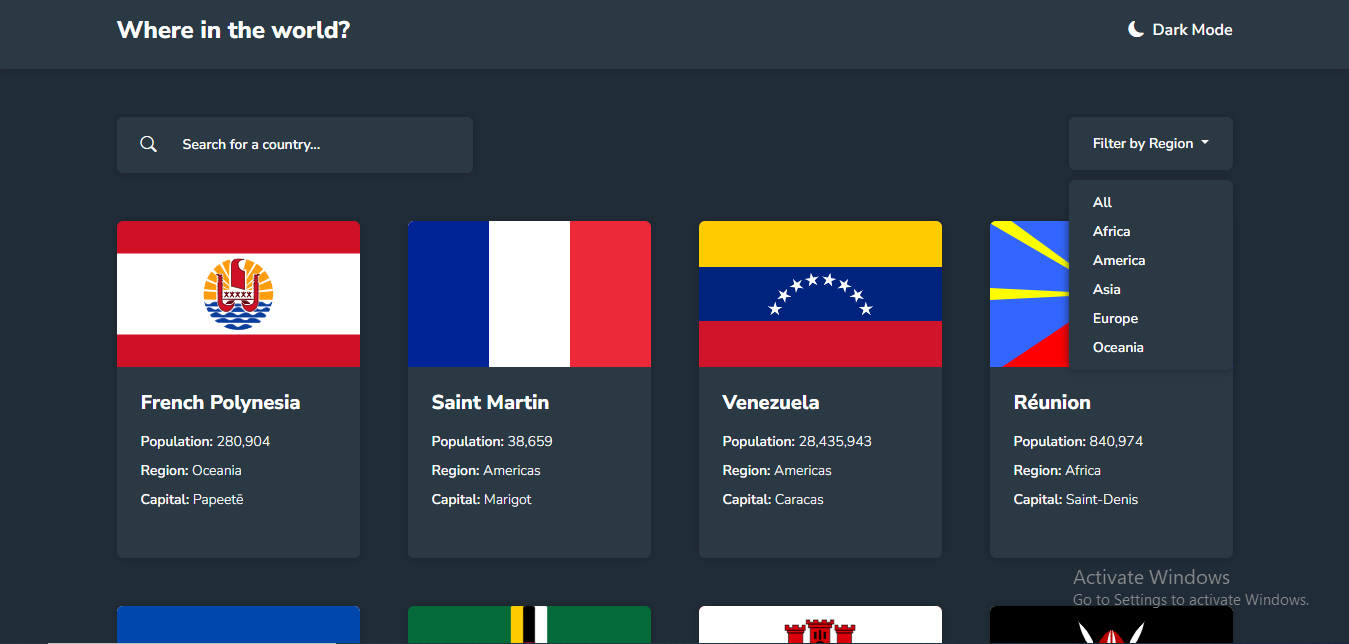 Where in the world?
Dark Mode
Search for a country...
Filter by Region
All
Africa
America
Asia
Europe
Oceania
French Polynesia
Population: 280,904
Region: Oceania
Capital: Papeetē
Saint Martin
Population: 38,659
Region: Americas
Capital: Marigot
Venezuela
Population: 28,435,943
Region: Americas
Capital: Caracas
Réunion
Population: 840,974
Region: Africa
Capital: Saint-Denis
Activate Windows
Go to Settings to activate Windows.